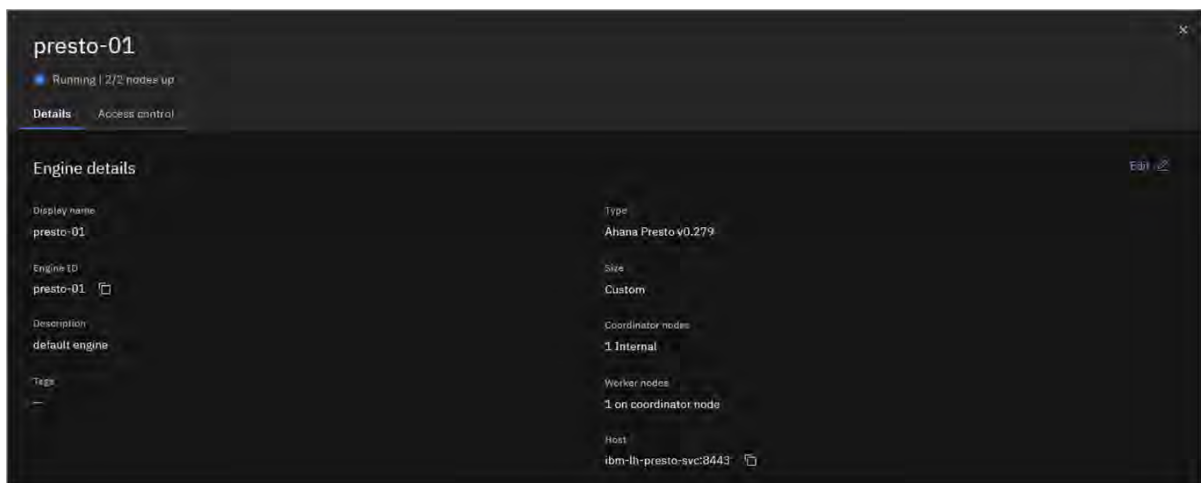 presto-01
Running | 2/2 nodes up
Details Access control
Engine details
Edit
Display name
presto-01
Engine ID
presto-01
Description
default engine
Tags
—
Type
Ahana Presto v0.279
Size
Custom
Coordinator nodes
1 Internal
Worker nodes
1 on coordinator node
Host
ibm-lh-presto-svc:8443